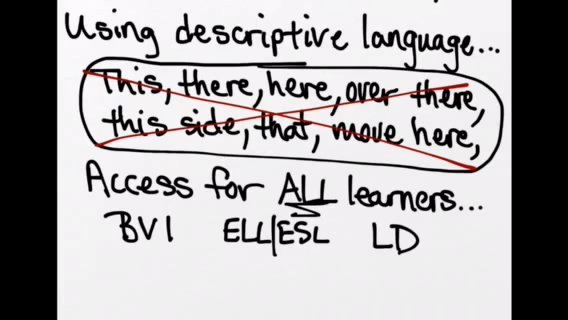 Using descriptive language...
This, there, here, over there,
this side, that, move here,
Access for ALL learners...
BVI ELL/ESL LD